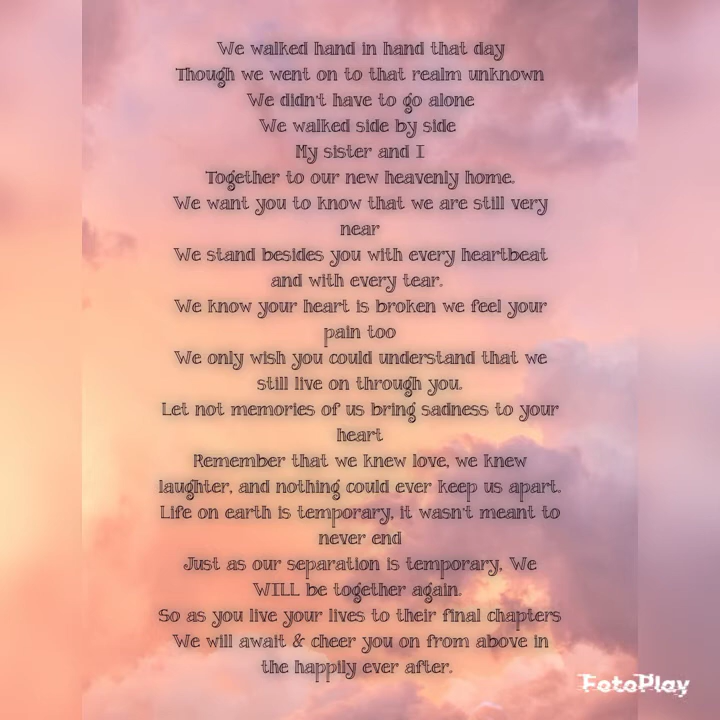 We walked hand in hand that day
Though we went on to that realm unknown
We didn't have to go alone
We walked side by side
My sister and I
Together to our new heavenly home.
We want you to know that we are still very
near
We stand besides you with every heartbeat
and with every tear.
We know your heart is broken we feel your
pain too
We only wish you could understand that we
still live on through you.
Let not memories of us bring sadness to your
heart
Remember that we knew love, we knew
laughter, and nothing could ever keep us apart.
Life on earth is temporary, it wasn't meant to
never end
Just as our separation is temporary, We
WILL be together again.
So as you live your lives to their final chapters
We will await & cheer you on from above in
the happily ever after.
FotoPlay